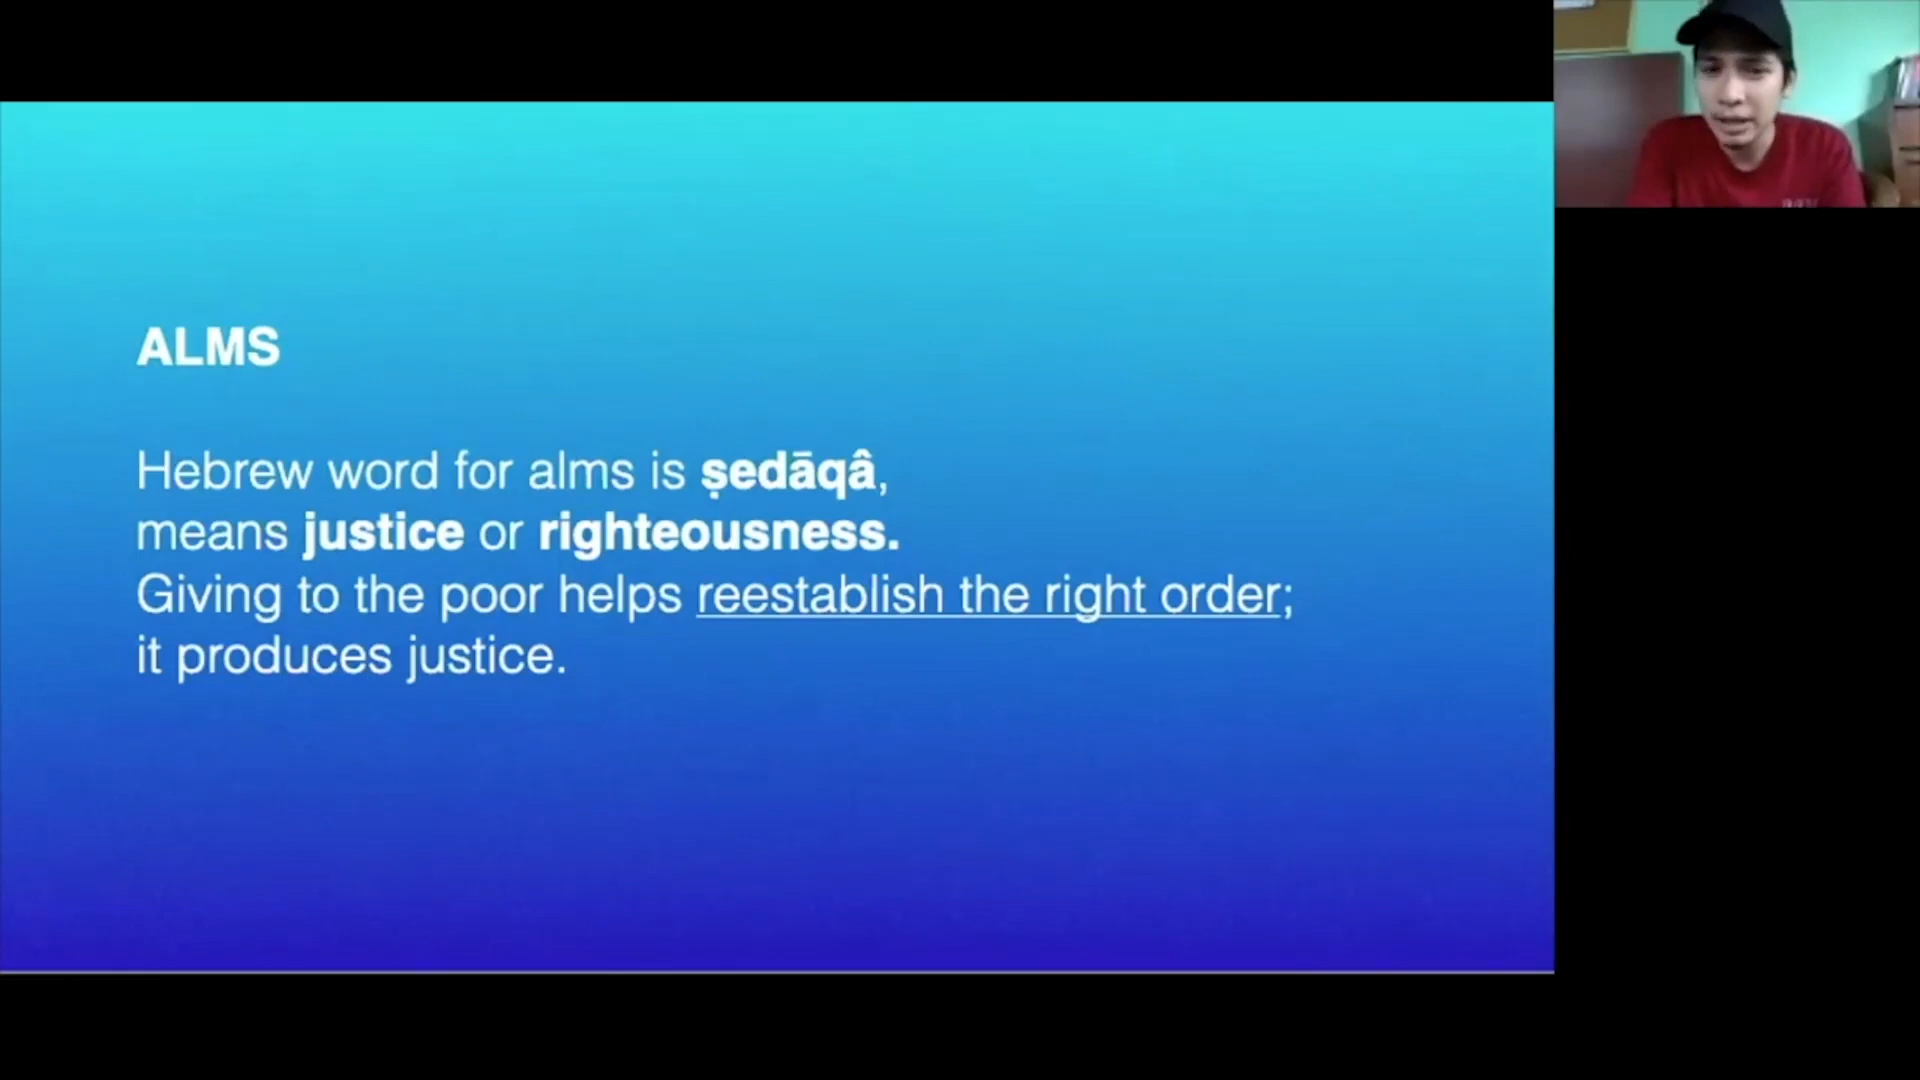 ALMS
Hebrew word for alms is ṣedāqâ,
means justice or righteousness.
Giving to the poor helps reestablish the right order;
it produces justice.